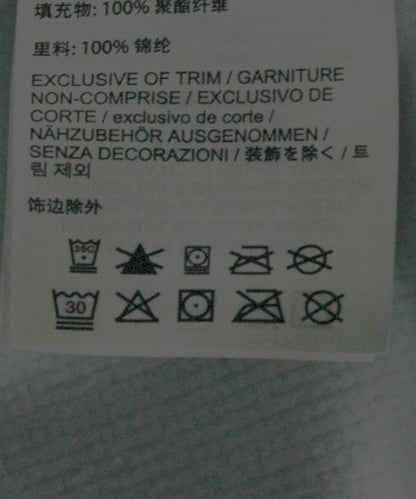 填充物: 100% 聚酯纤维
里料: 100% 锦纶
EXCLUSIVE OF TRIM / GARNITURE
NON-COMPRISE / EXCLUSIVO DE
CORTE / exclusivo de corte /
NÄHZUBEHÖR AUSGENOMMEN /
SENZA DECORAZIONI / 装飾を除く / 트
림 제외
饰边除外
30C
30